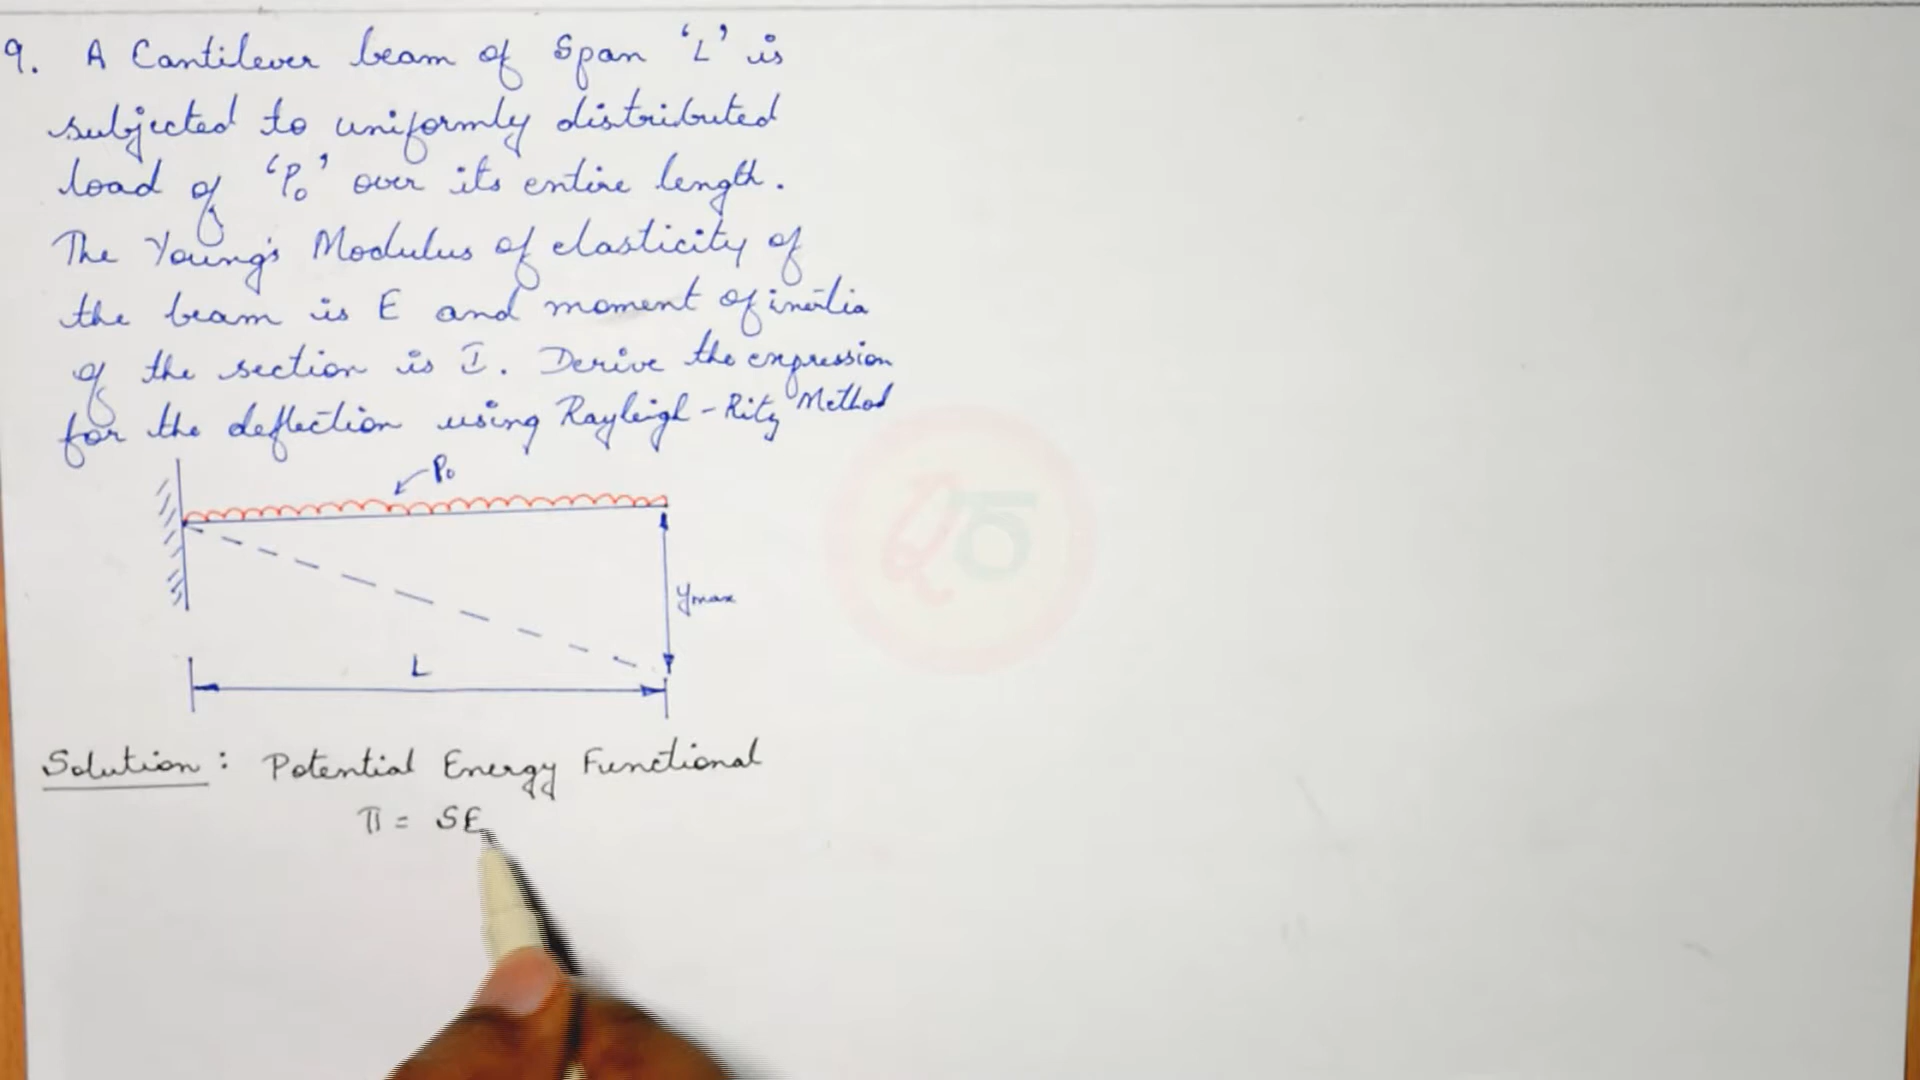 9. A Cantilever beam of Span 'L' is
subjected to uniformly distributed
load of 'P₀' over its entire length.
The Young's Modulus of elasticity of
the beam is E and moment of inertia
of the section is I. Derive the expression
for the deflection using Rayleigh-Ritz Method
P₀
ymax
L
Solution: Potential Energy Functional
π = SE